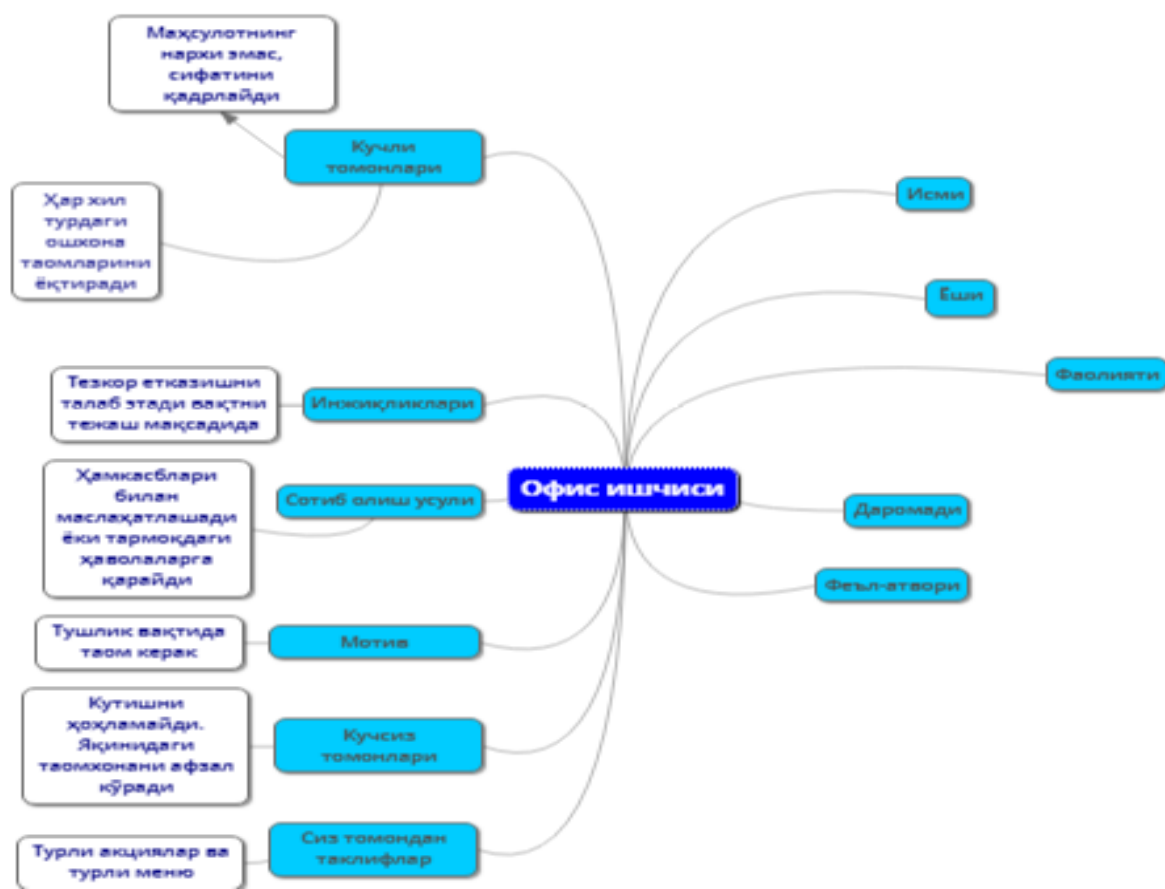 Маҳсулотнинг
нархи эмас,
сифатини
қадрлайди
Кучли
томонлари
Ҳар хил
турдаги
ошхона
таомларини
ёқтиради
Тезкор етказишни
талаб этади вақтни
тежаш мақсадида
Инжиқликлари
Ҳамкасблари
билан
маслаҳатлашади
ёки тармоқдаги
ҳаволаларга
қарайди
Сотиб олиш усули
Тушлик вақтида
таом керак
Мотив
Кутишни
ҳоҳламайди.
Яқинидаги
таомхонани афзал
кўради
Кучсиз
томонлари
Турли акциялар ва
турли меню
Сиз томондан
таклифлар
Офис ишчиси
Исми
Ёши
Фаолияти
Даромади
Феъл-атвори